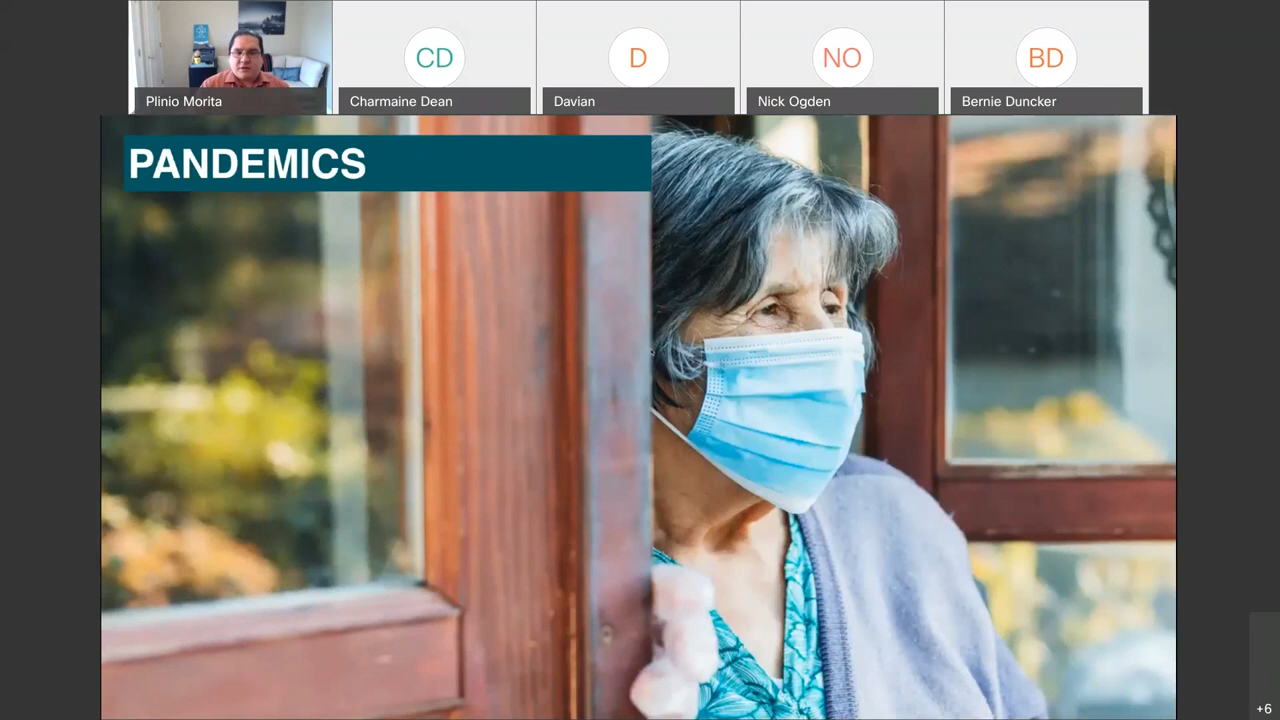 CD
D
NO
BD
Plinio Morita
Charmaine Dean
Davian
Nick Ogden
Bernie Duncker
PANDEMICS
+6